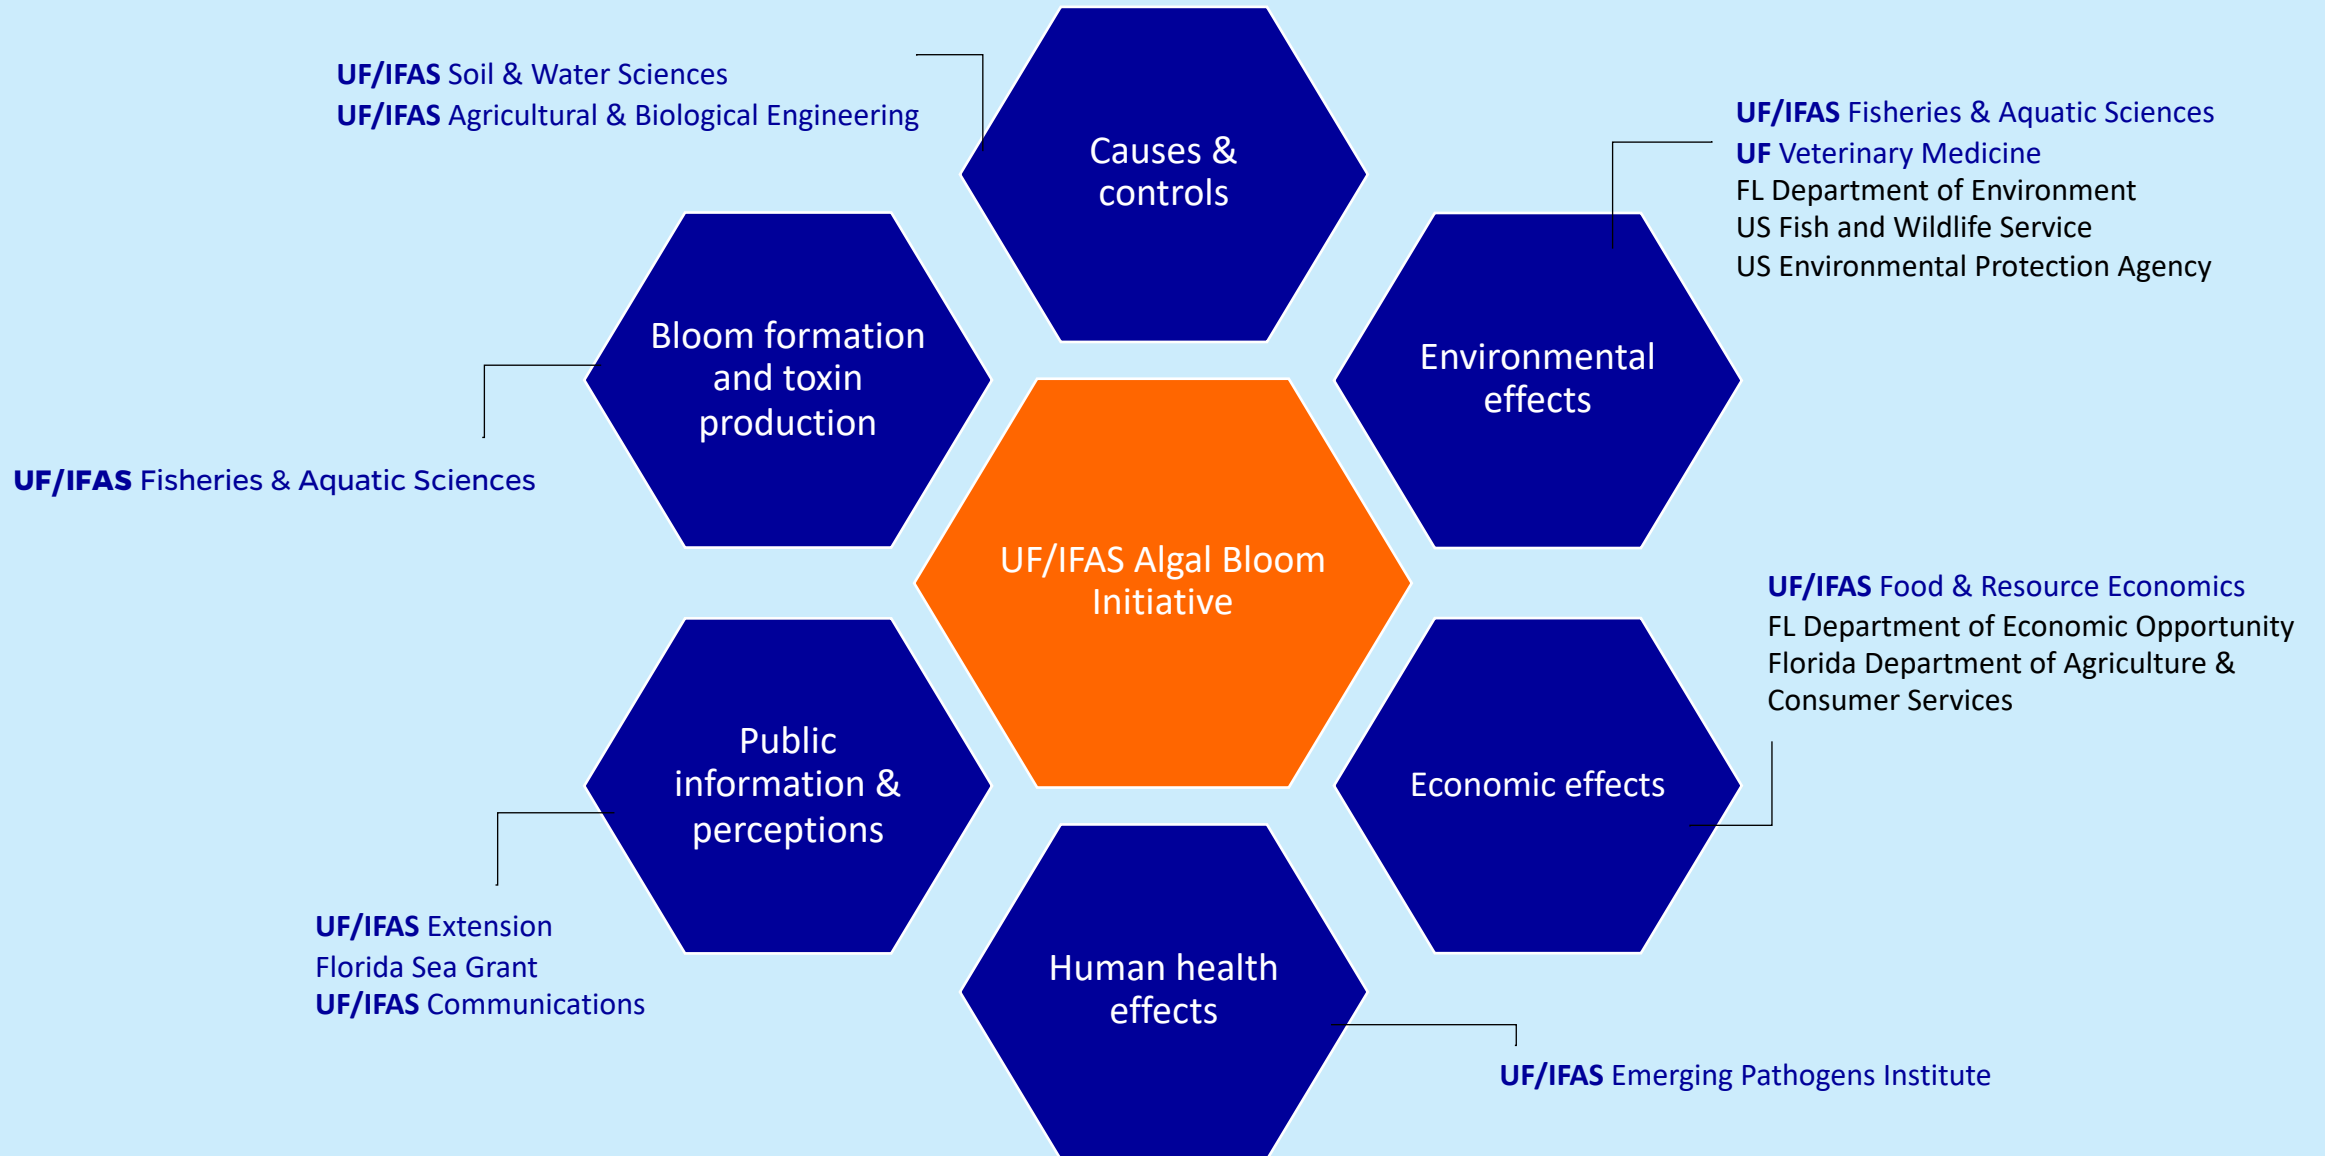 UF/IFAS Soil & Water Sciences
UF/IFAS Agricultural & Biological Engineering
Causes &
controls
UF/IFAS Fisheries & Aquatic Sciences
UF Veterinary Medicine
FL Department of Environment
US Fish and Wildlife Service
US Environmental Protection Agency
Bloom formation
and toxin
production
Environmental
effects
UF/IFAS Fisheries & Aquatic Sciences
UF/IFAS Algal Bloom
Initiative
UF/IFAS Food & Resource Economics
FL Department of Economic Opportunity
Florida Department of Agriculture &
Consumer Services
Public
information &
perceptions
Economic effects
UF/IFAS Extension
Florida Sea Grant
UF/IFAS Communications
Human health
effects
UF/IFAS Emerging Pathogens Institute